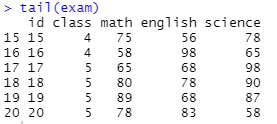 > tail(exam)
id class math english science
15 15 4 75 56 78
16 16 4 58 98 65
17 17 5 65 68 98
18 18 5 80 78 90
19 19 5 89 68 87
20 20 5 78 83 58